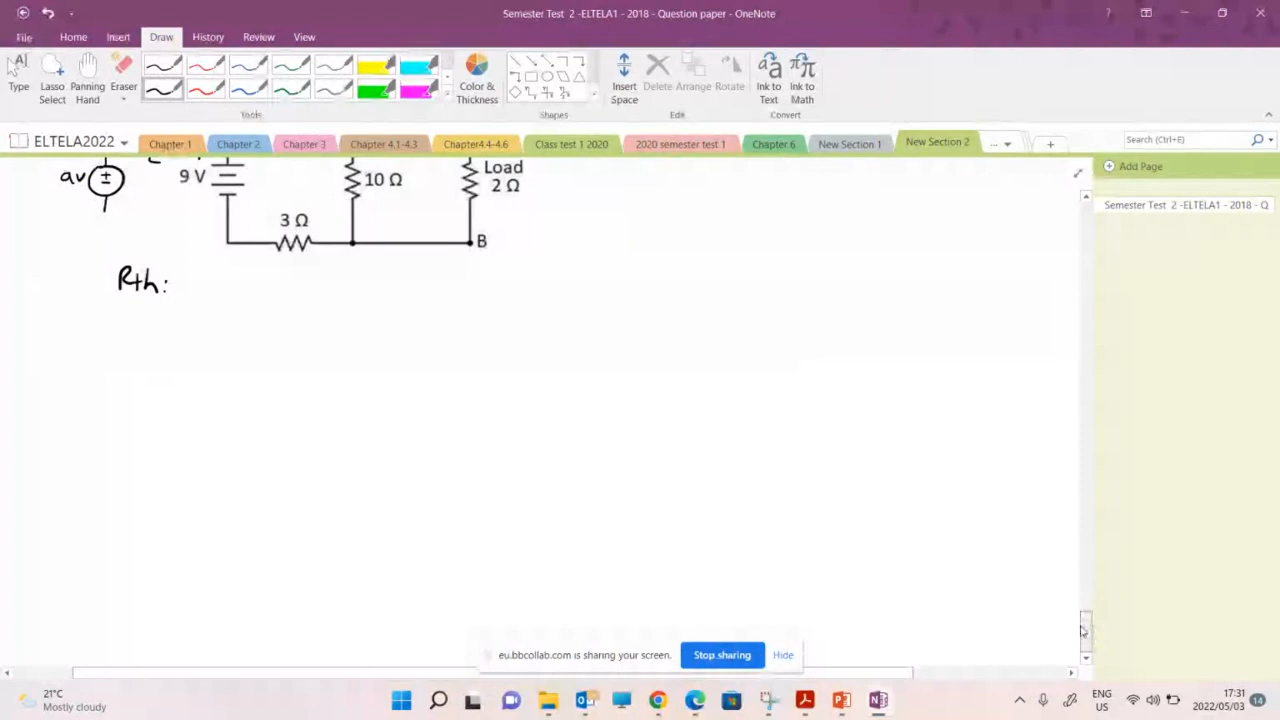 Semester Test 2 -ELTELA1 - 2018 - Question paper - OneNote
File Home Insert Draw History Review View
Type Lasso Select Panning Hand Eraser Color & Thickness Insert Space Delete Arrange Rotate Ink to Text Ink to Math
Tools Shapes Edit Convert
ELTELA2022 Chapter 1 Chapter 2 Chapter 3 Chapter 4.1-4.3 Chapter4.4-4.6 Class test 1 2020 2020 semester test 1 Chapter 6 New Section 1 New Section 2 ... Search (Ctrl+E)
Add Page
Semester Test 2 -ELTELA1 - 2018 - Q
9V 9 V 10 Ω Load
2 Ω
3 Ω
B
Rth:
eu.bbcollab.com is sharing your screen. Stop sharing Hide
21°C
Mostly cloudy
ENG
US
17:31
2022/05/03
14